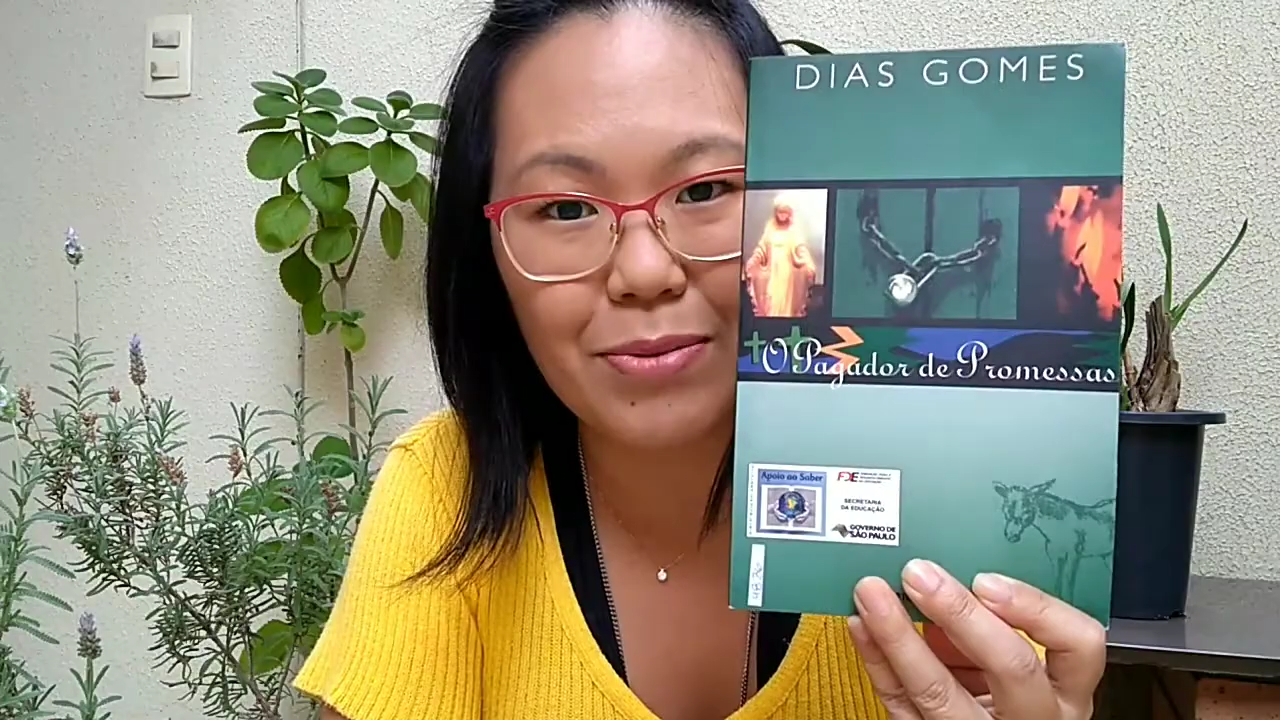 DIAS GOMES
O Pagador de Promessas
Apoio ao Saber
FDE
SECRETARIA
DA EDUCAÇÃO
GOVERNO DE
SÃO PAULO